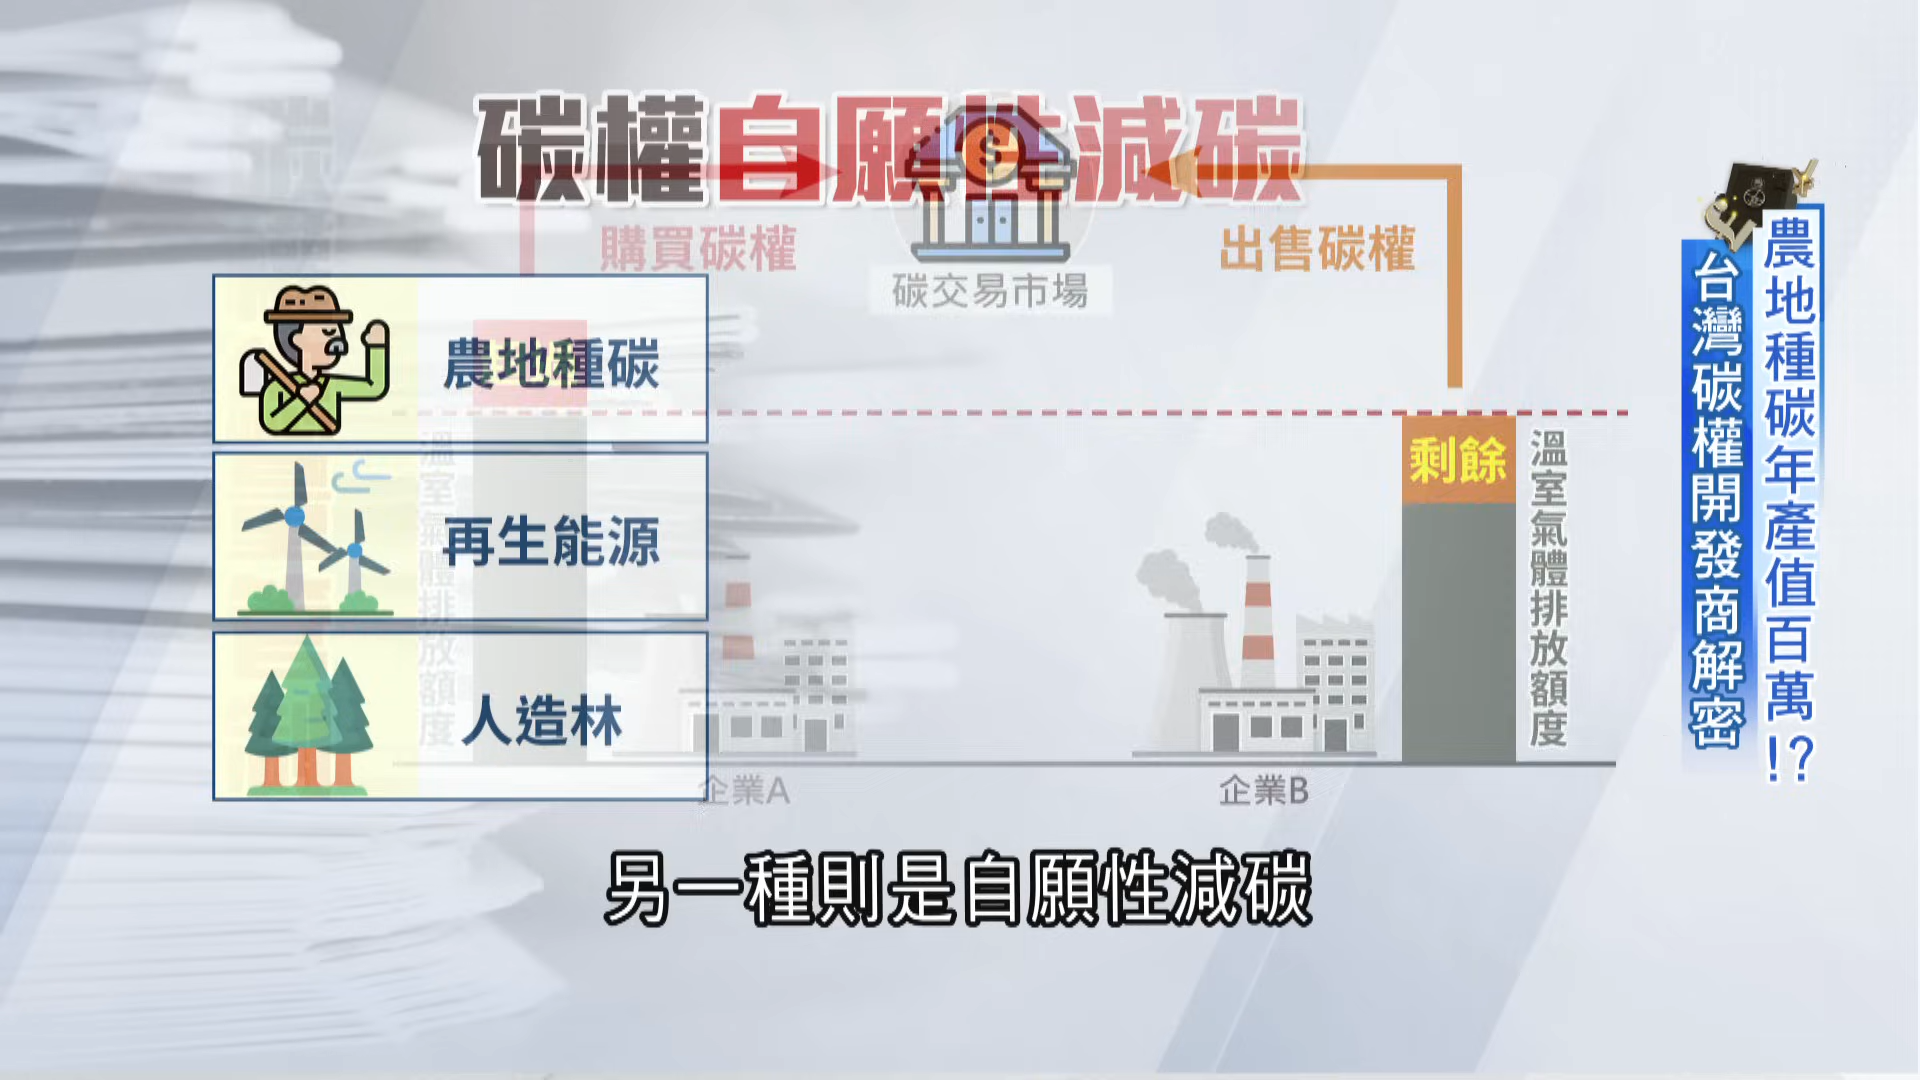 碳權自願性減碳
購買碳權
出售碳權
碳交易市場
農地種碳
再生能源
人造林
溫室氣體排放額度
剩餘
溫室氣體排放額度
企業A
企業B
另一種則是自願性減碳
農地種碳年產值百萬!?
台灣碳權開發商解密